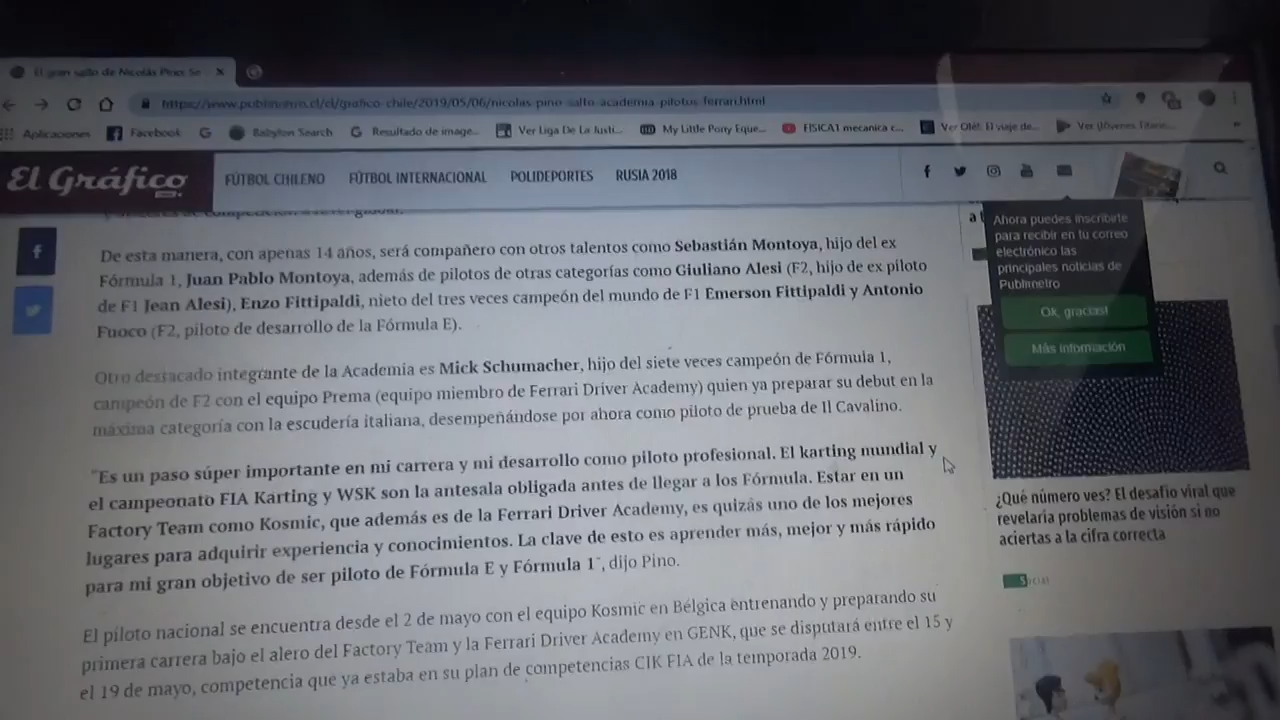 El gran salto de Nicolás Pino: Se
https://www.publimetro.cl/cl/grafico-chile/2019/05/06/nicolas-pino-salto-academia-pilotos-ferrari.html
Aplicaciones
Facebook
Babylon Search
Resultado de image...
Ver Liga De La Justi...
My Little Pony Eque...
FISICA1 mecanica c...
Ver Olét. El viaje de...
Ver Jóvenes Titane...
El Gráfico
FÚTBOL CHILENO
FÚTBOL INTERNACIONAL
POLIDEPORTES
RUSIA 2018
De esta manera, con apenas 14 años, será compañero con otros talentos como Sebastián Montoya, hijo del ex
Fórmula 1, Juan Pablo Montoya, además de pilotos de otras categorías como Giuliano Alesi (F2, hijo de ex piloto
de F1 Jean Alesi), Enzo Fittipaldi, nieto del tres veces campeón del mundo de F1 Emerson Fittipaldi y Antonio
Fuoco (F2, piloto de desarrollo de la Fórmula E).
Otro destacado integrante de la Academia es Mick Schumacher, hijo del siete veces campeón de Fórmula 1,
campeón de F2 con el equipo Prema (equipo miembro de Ferrari Driver Academy) quien ya preparar su debut en la
máxima categoría con la escudería italiana, desempeñándose por ahora como piloto de prueba de Il Cavalino.
"Es un paso súper importante en mi carrera y mi desarrollo como piloto profesional. El karting mundial y
el campeonato FIA Karting y WSK son la antesala obligada antes de llegar a los Fórmula. Estar en un
Factory Team como Kosmic, que además es de la Ferrari Driver Academy, es quizás uno de los mejores
lugares para adquirir experiencia y conocimientos. La clave de esto es aprender más, mejor y más rápido
para mi gran objetivo de ser piloto de Fórmula E y Fórmula 1", dijo Pino.
El piloto nacional se encuentra desde el 2 de mayo con el equipo Kosmic en Bélgica entrenando y preparando su
primera carrera bajo el alero del Factory Team y la Ferrari Driver Academy en GENK, que se disputará entre el 15 y
el 19 de mayo, competencia que ya estaba en su plan de competencias CIK FIA de la temporada 2019.
Ahora puedes inscribirte
para recibir en tu correo
electrónico las
principales noticias de
Publimetro
Ok, gracias!
Más información
¿Qué número ves? El desafío viral que
revelaría problemas de visión si no
aciertas a la cifra correcta
SOCIAL